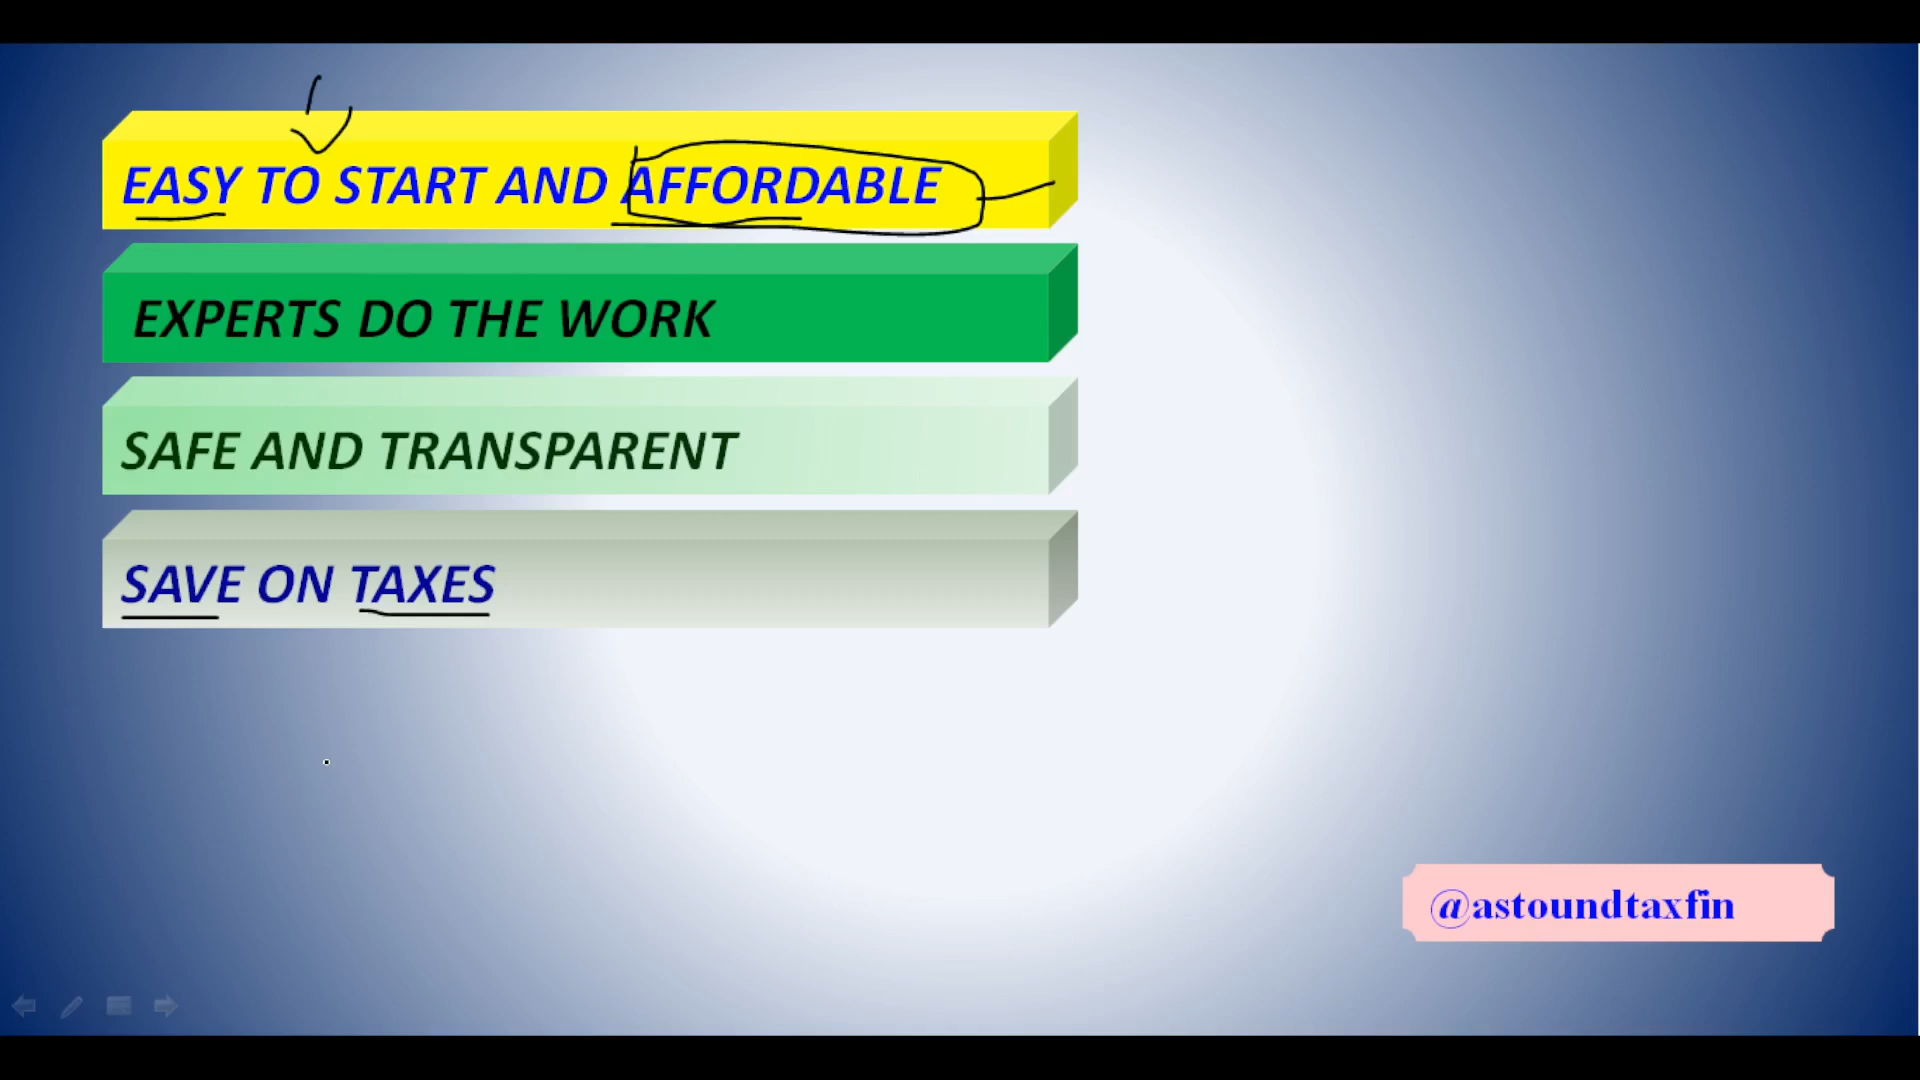 EASY TO START AND AFFORDABLE
EXPERTS DO THE WORK
SAFE AND TRANSPARENT
SAVE ON TAXES
@astoundtaxfin